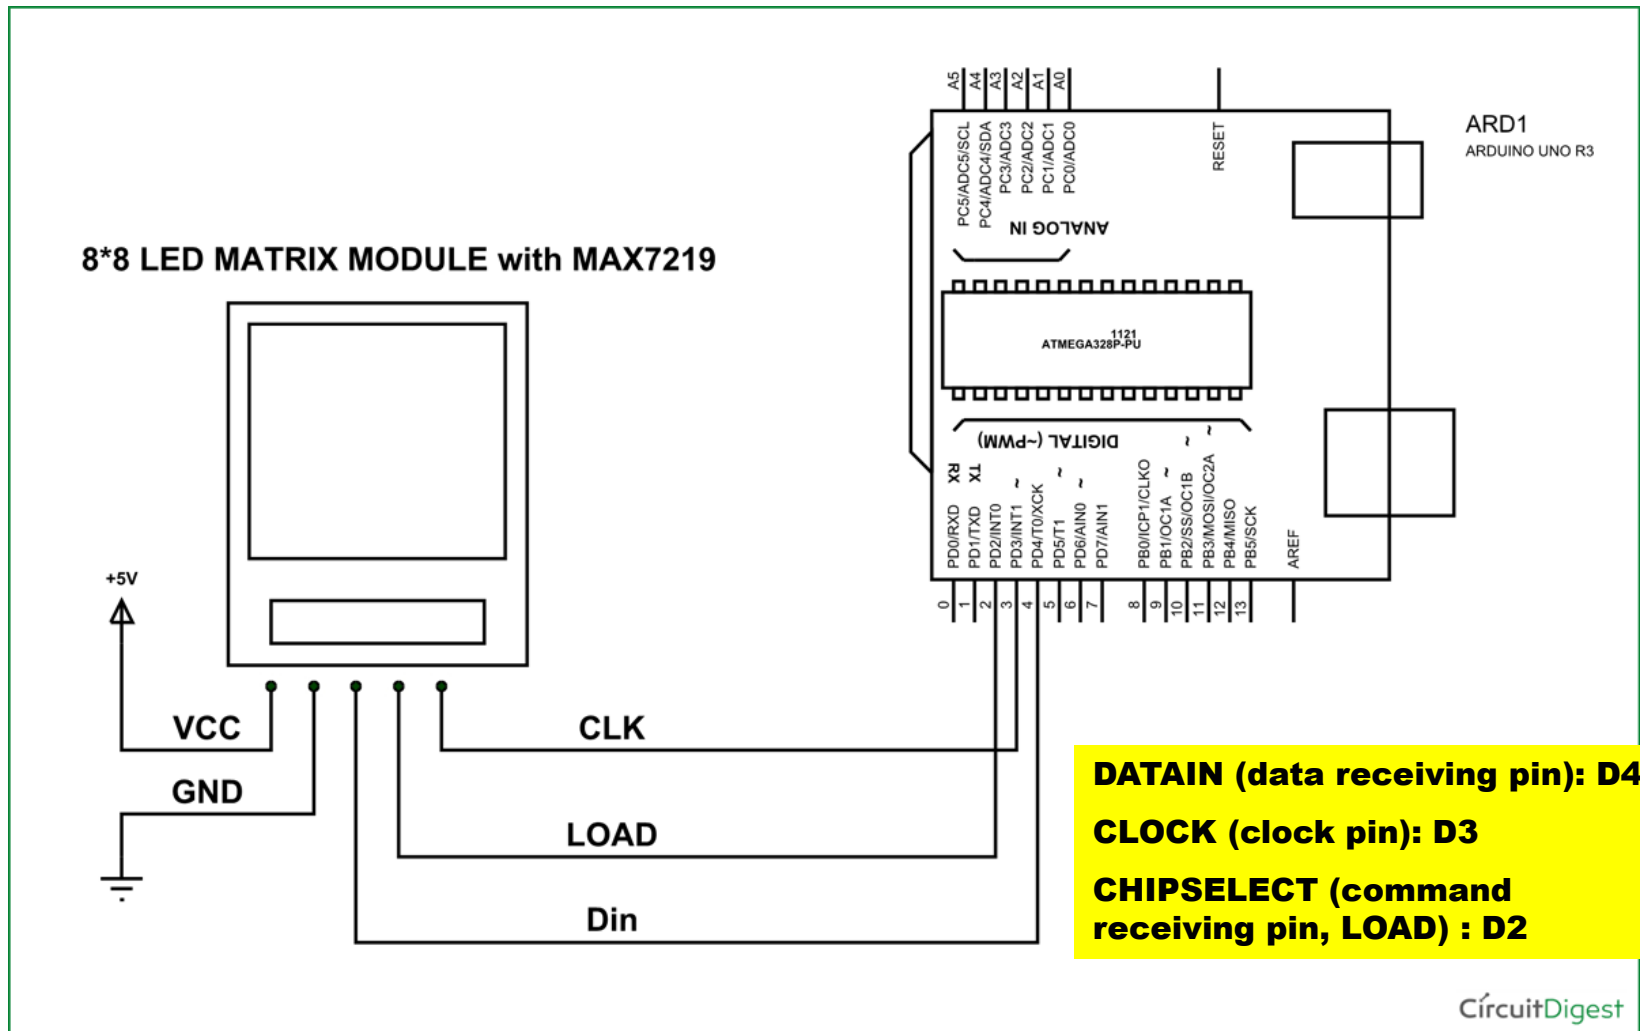 A5
A4
A3
A2
A1
A0
PC5/ADC5/SCL
PC4/ADC4/SDA
PC3/ADC3
PC2/ADC2
PC1/ADC1
PC0/ADC0
RESET
ARD1
ARDUINO UNO R3
ANALOG IN
8*8 LED MATRIX MODULE with MAX7219
1121
ATMEGA328P-PU
DIGITAL (~PWM)
RX
TX
~
~
~
~
~
~
PD0/RXD
PD1/TXD
PD2/INT0
PD3/INT1
PD4/T0/XCK
PD5/T1
PD6/AIN0
PD7/AIN1
PB0/ICP1/CLKO
PB1/OC1A
PB2/SS/OC1B
PB3/MOSI/OC2A
PB4/MISO
PB5/SCK
AREF
0
1
2
3
4
5
6
7
8
9
10
11
12
13
+5V
VCC
CLK
GND
LOAD
Din
DATAIN (data receiving pin): D4
CLOCK (clock pin): D3
CHIPSELECT (command
receiving pin, LOAD) : D2
CírcuitDigest